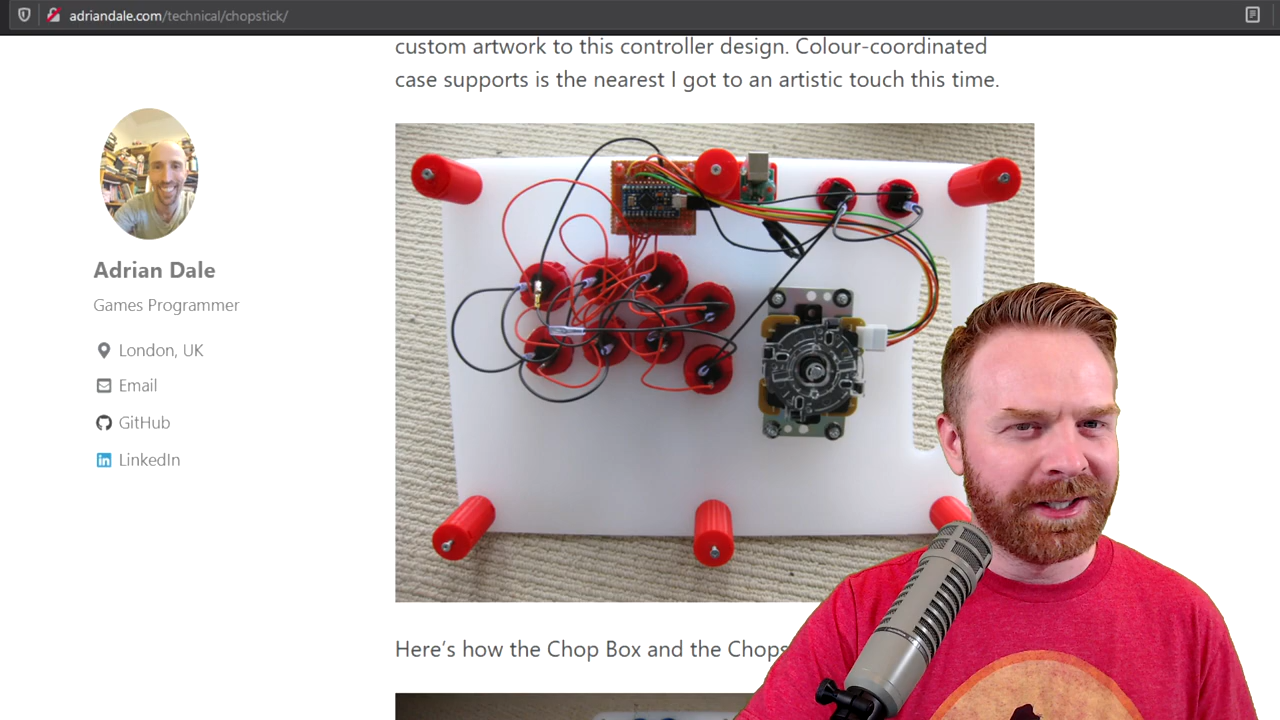 adriandale.com/technical/chopstick/
custom artwork to this controller design. Colour-coordinated
case supports is the nearest I got to an artistic touch this time.
Adrian Dale
Games Programmer
London, UK
Email
GitHub
LinkedIn
Here's how the Chop Box and the Chops